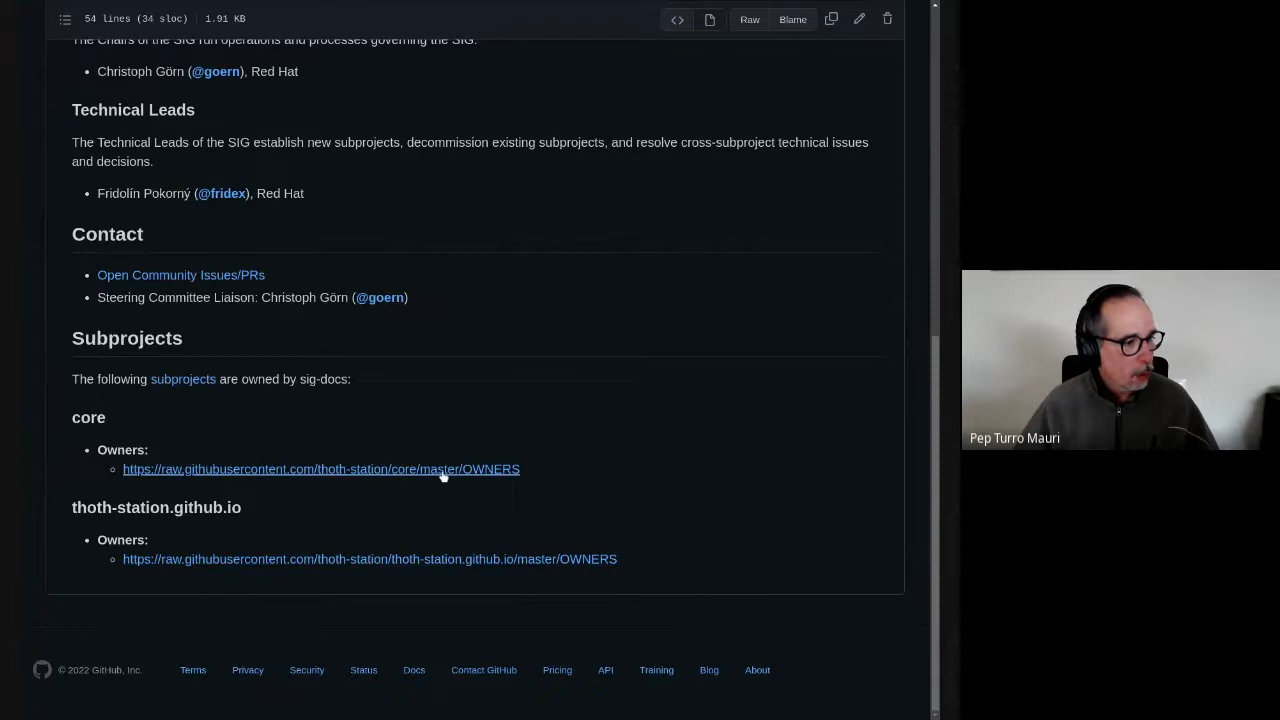 54 lines (34 sloc) | 1.91 KB
Raw
Blame
The Chairs of the SIG run operations and processes governing the SIG.
• Christoph Görn (@goern), Red Hat
Technical Leads
The Technical Leads of the SIG establish new subprojects, decommission existing subprojects, and resolve cross-subproject technical issues
and decisions.
• Fridolín Pokorný (@fridex), Red Hat
Contact
• Open Community Issues/PRs
• Steering Committee Liaison: Christoph Görn (@goern)
Subprojects
The following subprojects are owned by sig-docs:
core
• Owners:
◦ https://raw.githubusercontent.com/thoth-station/core/master/OWNERS
thoth-station.github.io
• Owners:
◦ https://raw.githubusercontent.com/thoth-station/thoth-station.github.io/master/OWNERS
© 2022 GitHub, Inc.
Terms
Privacy
Security
Status
Docs
Contact GitHub
Pricing
API
Training
Blog
About
Pep Turro Mauri